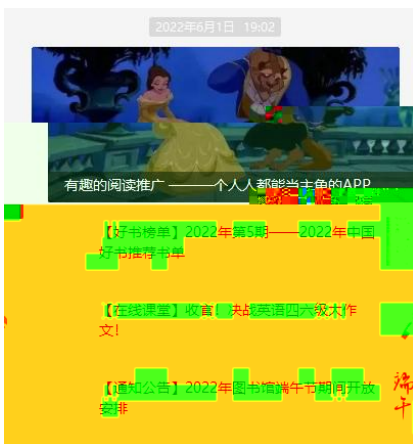 2022年6月1日 19:02
有趣的阅读推广 ———个人人都能当主角的APP
【好书榜单】2022年第5期——2022年中国
好书推荐书单
【在线课堂】收官！决战英语四六级大作
文！
【通知公告】2022年图书馆端午节期间开放
安排
端
午